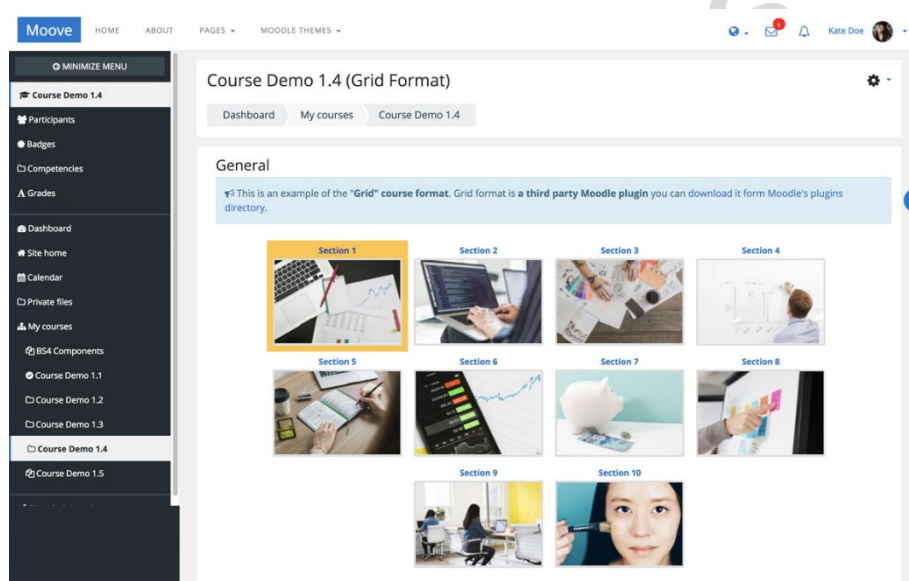 Moove
HOME ABOUT PAGES MOODLE THEMES
1
Kate Doe
MINIMIZE MENU
Course Demo 1.4
Participants
Badges
Competencies
Grades
Dashboard
Site home
Calendar
Private files
My courses
BS4 Components
Course Demo 1.1
Course Demo 1.2
Course Demo 1.3
Course Demo 1.4
Course Demo 1.5
Course Demo 1.4 (Grid Format)
Dashboard My courses Course Demo 1.4
General
This is an example of the "Grid" course format. Grid format is a third party Moodle plugin you can download it form Moodle's plugins
directory.
Section 1 Section 2 Section 3 Section 4
Section 5 Section 6 Section 7 Section 8
Section 9 Section 10